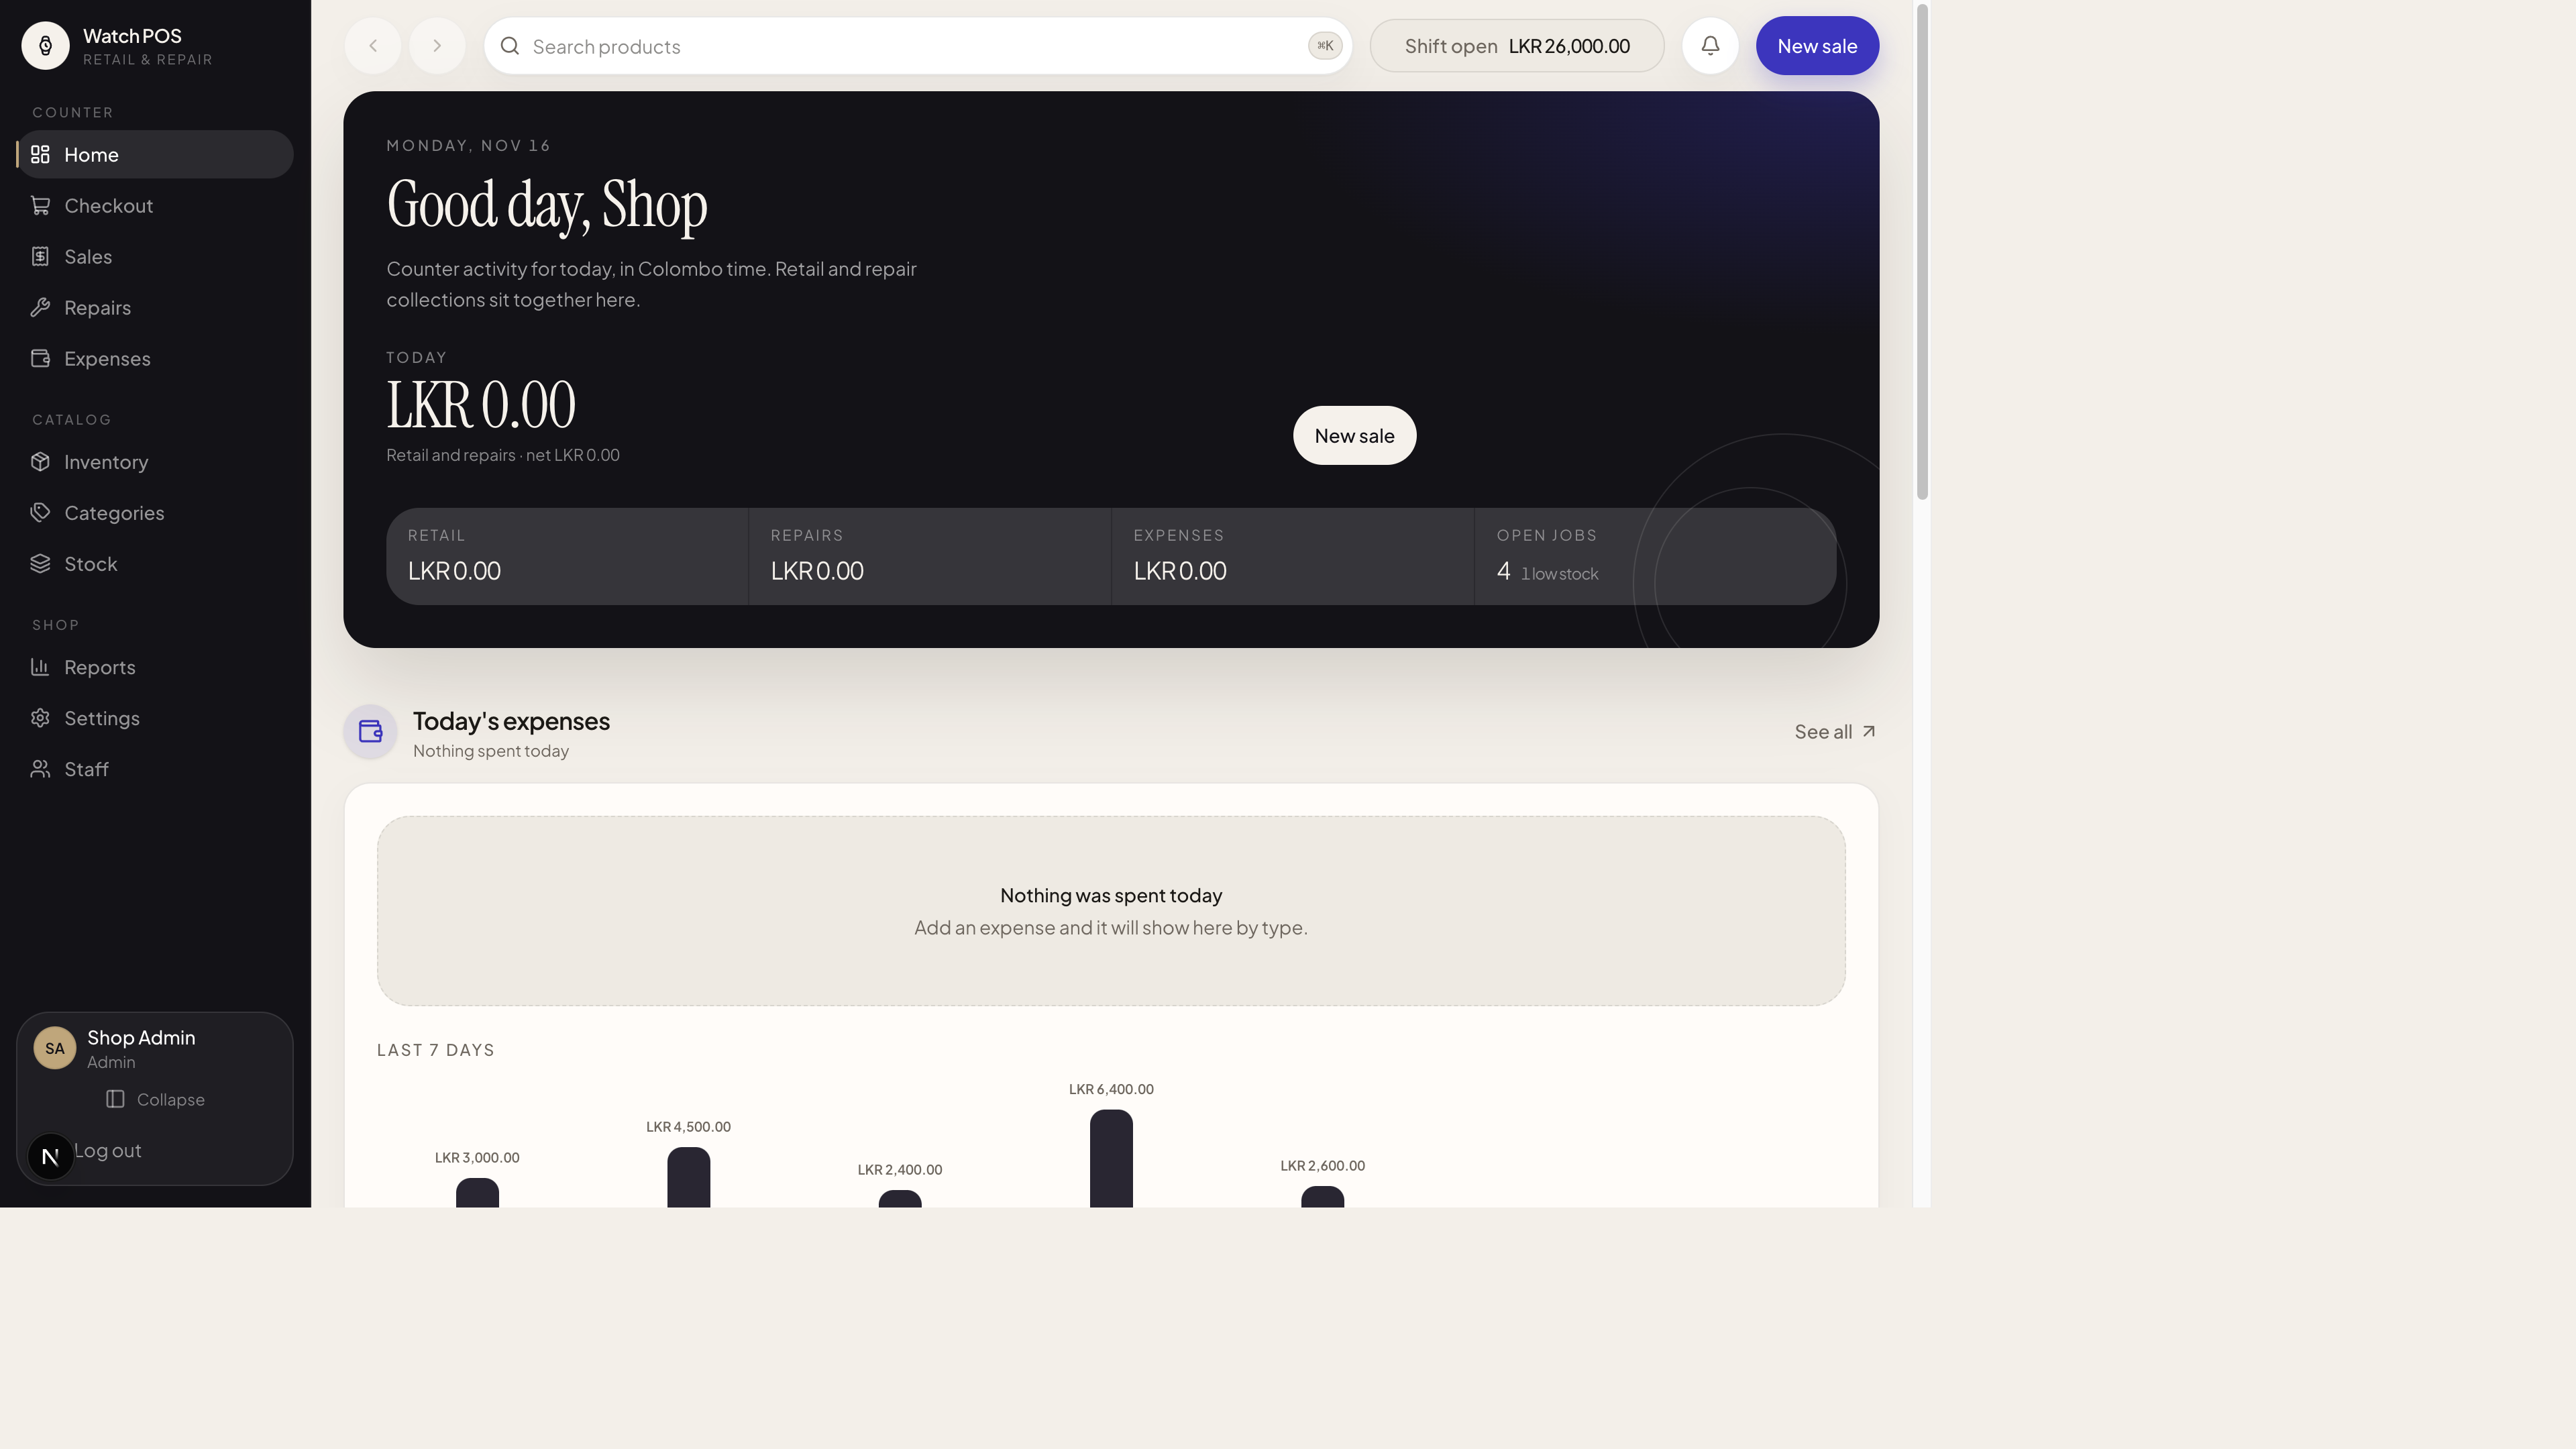 Watch POS
RETAIL & REPAIR
COUNTER
Home
Checkout
Sales
Repairs
Expenses
CATALOG
Inventory
Categories
Stock
SHOP
Reports
Settings
Staff
SA
Shop Admin
Admin
Collapse
N
Log out
Search products
⌘K
Shift open LKR 26,000.00
New sale
MONDAY, NOV 16
Good day, Shop
Counter activity for today, in Colombo time. Retail and repair
collections sit together here.
TODAY
LKR 0.00
Retail and repairs · net LKR 0.00
New sale
RETAIL
LKR 0.00
REPAIRS
LKR 0.00
EXPENSES
LKR 0.00
OPEN JOBS
4 1 low stock
Today's expenses
Nothing spent today
See all
Nothing was spent today
Add an expense and it will show here by type.
LAST 7 DAYS
LKR 3,000.00
LKR 4,500.00
LKR 2,400.00
LKR 6,400.00
LKR 2,600.00